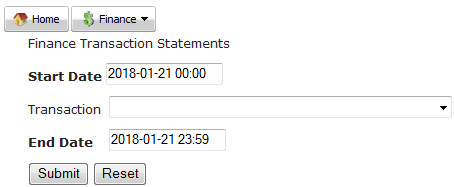 Home Finance
Finance Transaction Statements
Start Date 2018-01-21 00:00
Transaction
End Date 2018-01-21 23:59
Submit Reset